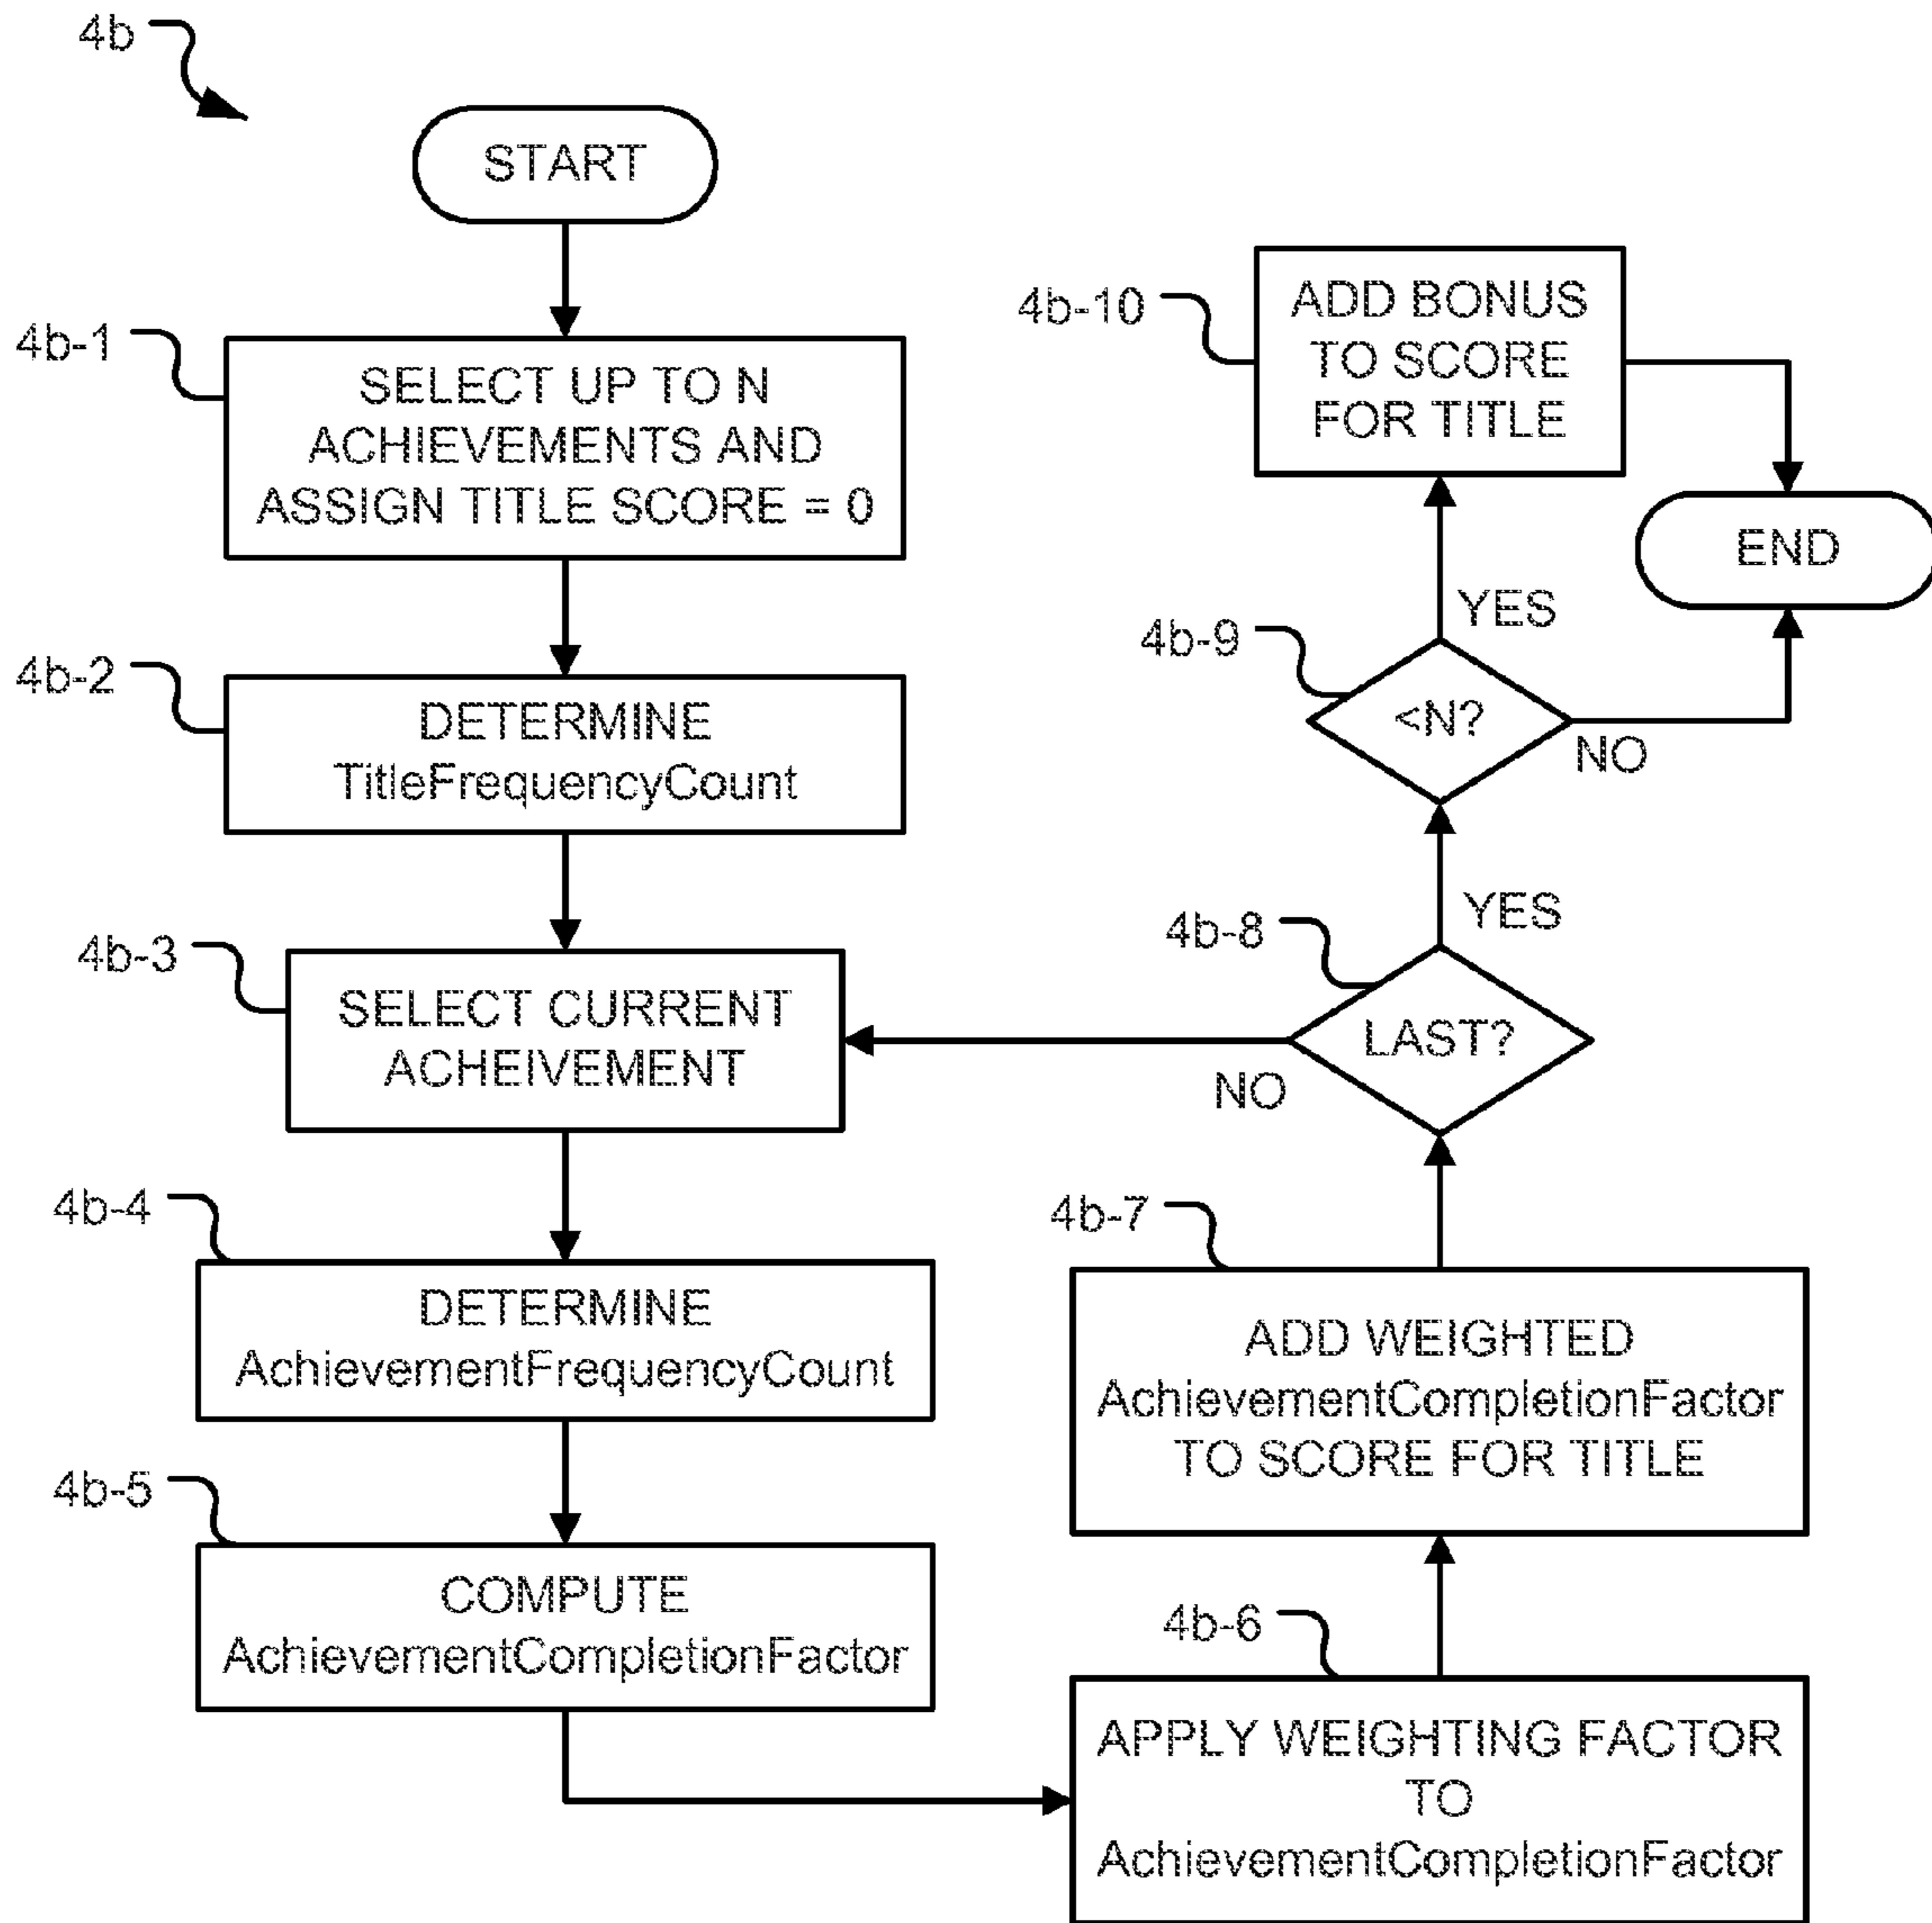 4b
START
4b-1
SELECT UP TO N
ACHIEVEMENTS AND
ASSIGN TITLE SCORE = 0
4b-2
DETERMINE
TitleFrequencyCount
4b-3
SELECT CURRENT
ACHEIVEMENT
4b-4
DETERMINE
AchievementFrequencyCount
4b-5
COMPUTE
AchievementCompletionFactor
4b-6
APPLY WEIGHTING FACTOR
TO
AchievementCompletionFactor
4b-7
ADD WEIGHTED
AchievementCompletionFactor
TO SCORE FOR TITLE
4b-8
LAST?
NO
YES
4b-9
<N?
NO
YES
4b-10
ADD BONUS
TO SCORE
FOR TITLE
END